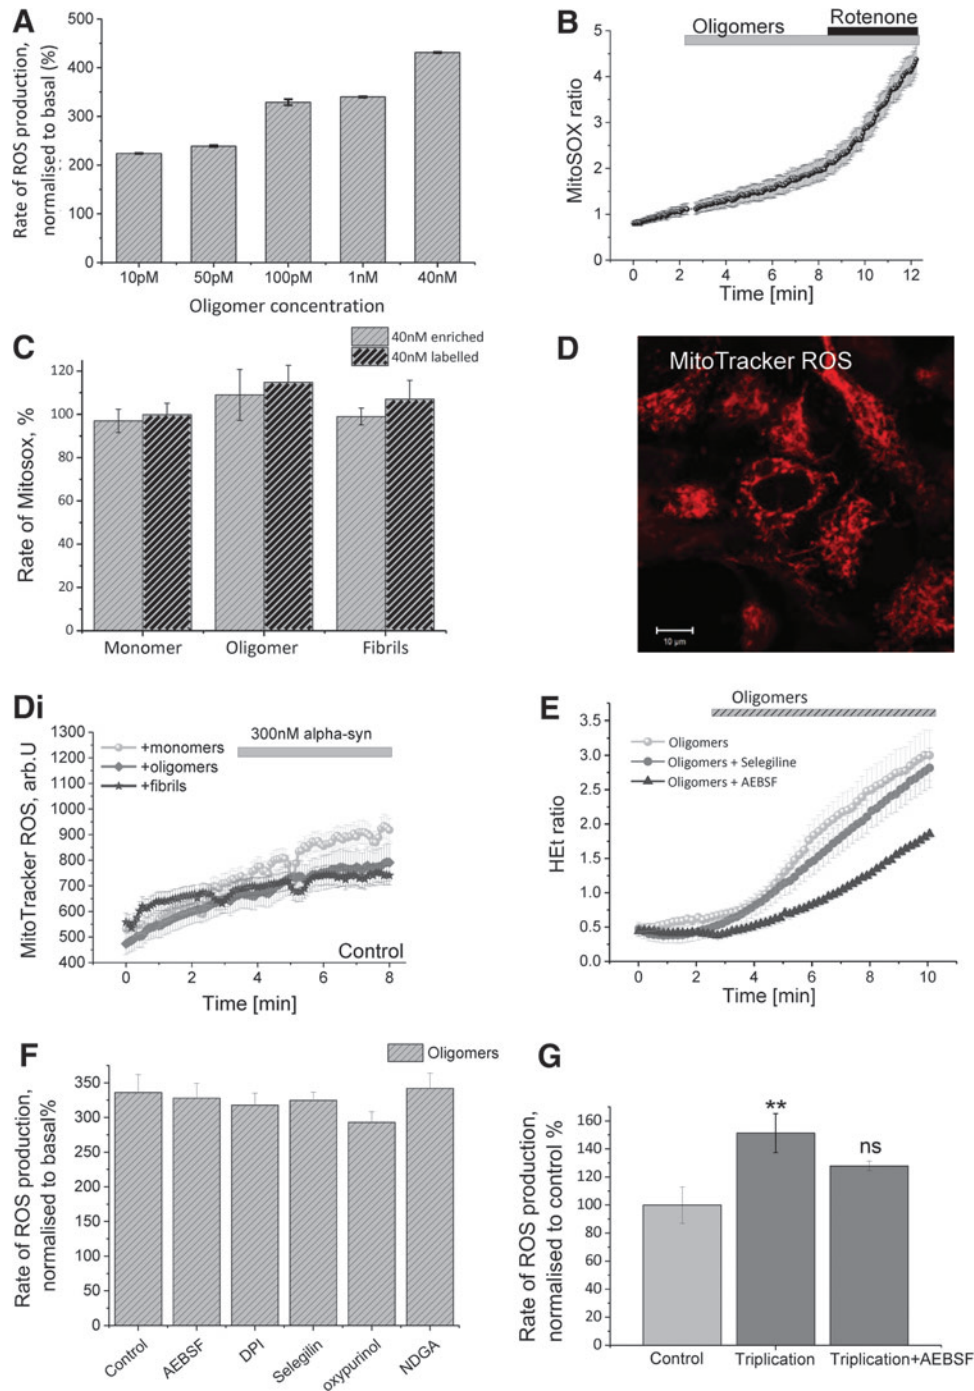 A
Rate of ROS production,
normalised to basal (%)
500
400
300
200
100
0
10pM 50pM 100pM 1nM 40nM
Oligomer concentration
B
Oligomers
Rotenone
MitoSOX ratio
5
4
3
2
1
0
0 2 4 6 8 10 12
Time [min]
C
40nM enriched
40nM labelled
Rate of Mitosox, %
120
100
80
60
40
20
0
Monomer Oligomer Fibrils
D
MitoTracker ROS
10 μm
Di
MitoTracker ROS, arb.U
1300
1200
1100
1000
900
800
700
600
500
400
+monomers
+oligomers
+fibrils
300nM alpha-syn
Control
0 2 4 6 8
Time [min]
E
Oligomers
HEt ratio
3.5
3.0
2.5
2.0
1.5
1.0
0.5
0.0
Oligomers
Oligomers + Selegiline
Oligomers + AEBSF
0 2 4 6 8 10
Time [min]
F
Oligomers
Rate of ROS production,
normalised to basal%
350
300
250
200
150
100
50
0
Control AEBSF DPI Selegilin oxypurinol NDGA
G
Rate of ROS production,
normalised to control %
160
140
120
100
80
60
40
20
0
**
ns
Control Triplication Triplication+AEBSF